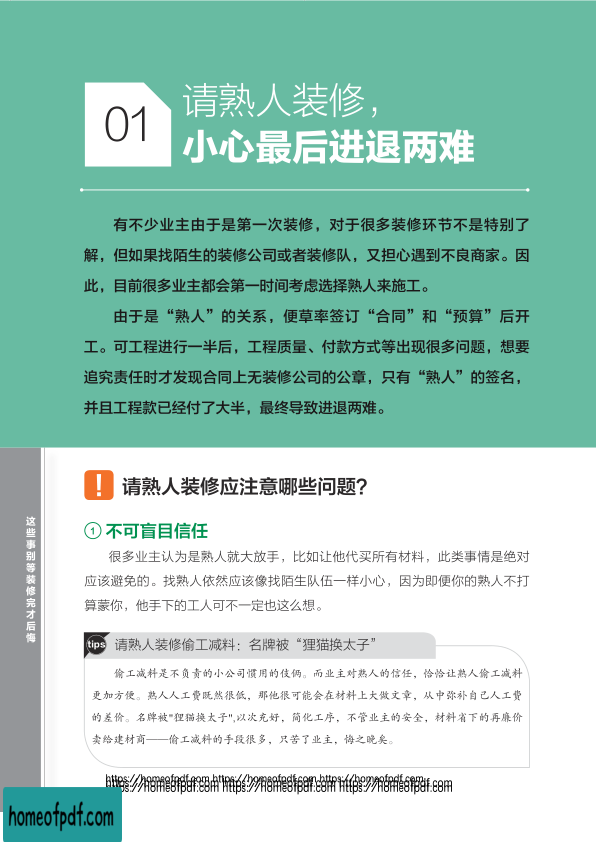 01
请熟人装修，
小心最后进退两难
有不少业主由于是第一次装修，对于很多装修环节不是特别了
解，但如果找陌生的装修公司或者装修队，又担心遇到不良商家。因
此，目前很多业主都会第一时间考虑选择熟人来施工。
由于是“熟人”的关系，便草率签订“合同”和“预算”后开
工。可工程进行一半后，工程质量、付款方式等出现很多问题，想要
追究责任时才发现合同上无装修公司的公章，只有“熟人”的签名，
并且工程款已经付了大半，最终导致进退两难。
这些事别等装修完才后悔
! 请熟人装修应注意哪些问题？
① 不可盲目信任
很多业主认为是熟人就大放手，比如让他代买所有材料，此类事情是绝对
应该避免的。找熟人依然应该像找陌生队伍一样小心，因为即便你的熟人不打
算蒙你，他手下的工人可不一定也这么想。
tips 请熟人装修偷工减料：名牌被“狸猫换太子”
偷工减料是不负责的小公司惯用的伎俩。而业主对熟人的信任，恰恰让熟人偷工减料
更加方便。熟人人工费既然很低，那他很可能会在材料上大做文章，从中弥补自己人工费
的差价。名牌被"狸猫换太子",以次充好，简化工序，不管业主的安全，材料省下的再廉价
卖给建材商——偷工减料的手段很多，只苦了业主，悔之晚矣。
https://homeofpdf.com https://homeofpdf.com https://homeofpdf.com
https://homeofpdf.com https://homeofpdf.com https://homeofpdf.com
homeofpdf.com